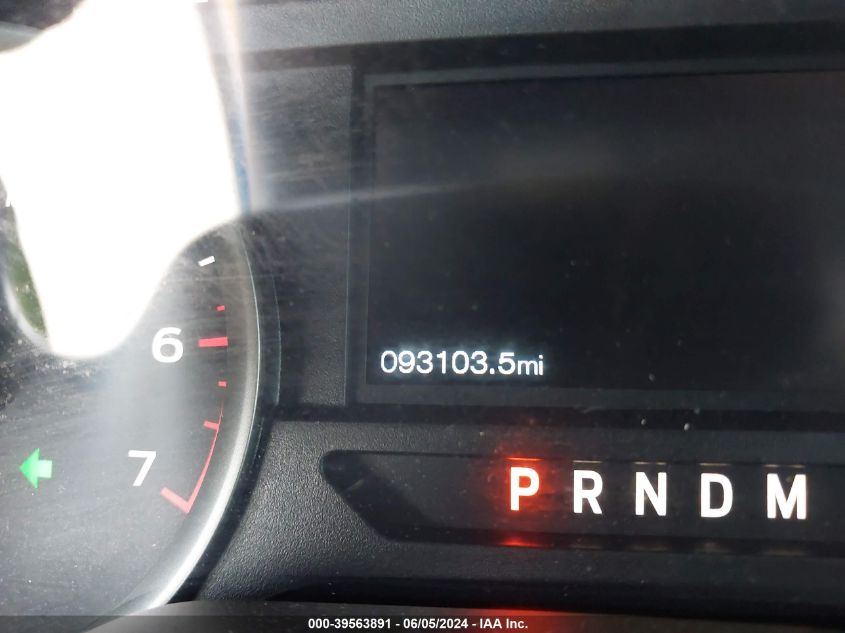 6
093103.5mi
7
P R N D M
000-39563891 / 06/05/2024 - IAA Inc.